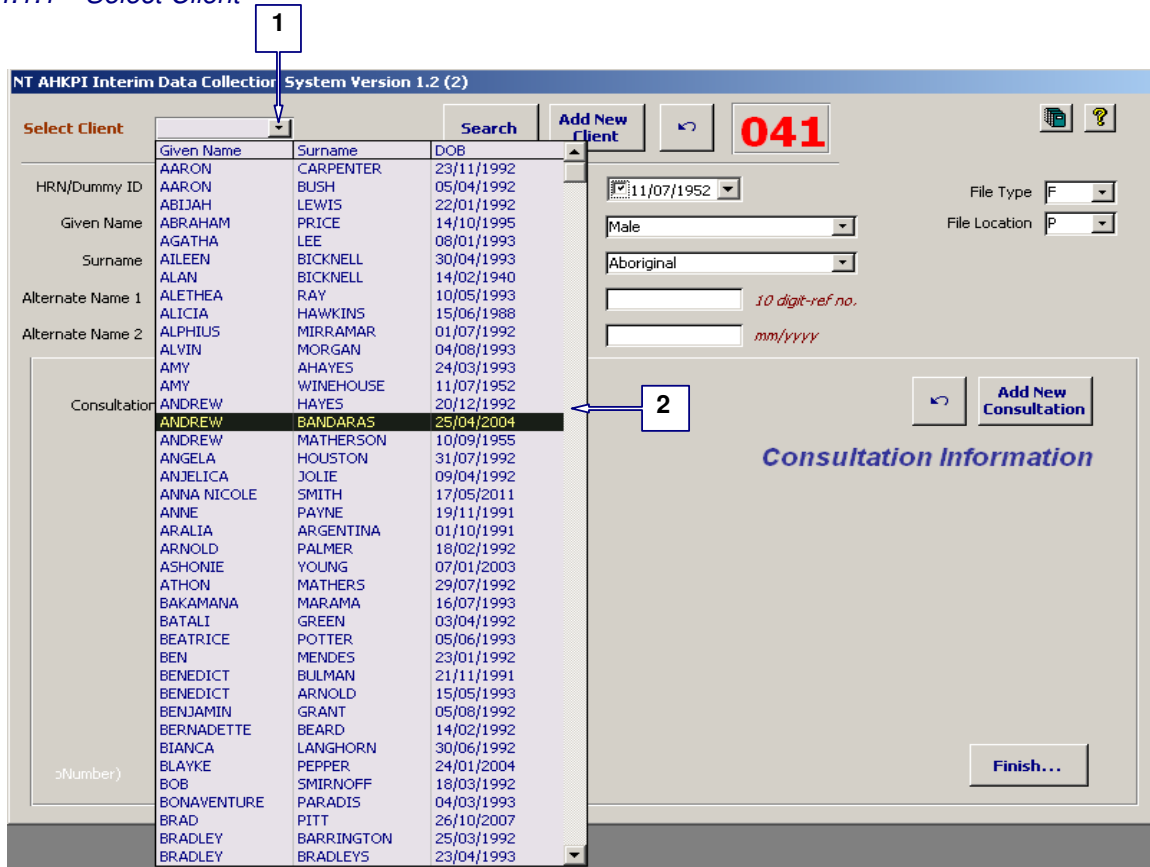 Select Client
1
NT AHKPI Interim Data Collection System Version 1.2 (2)
Select Client Search Add New Client 041
Given Name Surname DOB
AARON CARPENTER 23/11/1992
HRN/Dummy ID AARON BUSH 05/04/1992 11/07/1952 File Type F
ABIJAH LEWIS 22/01/1992
Given Name ABRAHAM PRICE 14/10/1995 Male File Location P
AGATHA LEE 08/01/1993
Surname AILEEN BICKNELL 30/04/1993 Aboriginal
ALAN BICKNELL 14/02/1940
Alternate Name 1 ALETHEA RAY 10/05/1993 10 digit-ref no.
ALICIA HAWKINS 15/06/1988
Alternate Name 2 ALPHIUS MIRRAMAR 01/07/1992 mm/yyyy
ALVIN MORGAN 04/08/1993
AMY AHAYES 24/03/1993
AMY WINEHOUSE 11/07/1952
Consultation ANDREW HAYES 20/12/1992 2 Add New Consultation
ANDREW BANDARAS 25/04/2004
ANDREW MATHERSON 10/09/1955
ANGELA HOUSTON 31/07/1992 Consultation Information
ANJELICA JOLIE 09/04/1992
ANNA NICOLE SMITH 17/05/2011
ANNE PAYNE 19/11/1991
ARALIA ARGENTINA 01/10/1991
ARNOLD PALMER 18/02/1992
ASHONIE YOUNG 07/01/2003
ATHON MATHERS 29/07/1992
BAKAMANA MARAMA 16/07/1993
BATALI GREEN 03/04/1992
BEATRICE POTTER 05/06/1993
BEN MENDES 23/01/1992
BENEDICT BULMAN 21/11/1991
BENEDICT ARNOLD 15/05/1993
BENJAMIN GRANT 05/08/1992
BERNADETTE BEARD 14/02/1992
BIANCA LANGHORN 30/06/1992
oNumber) BLAYKE PEPPER 24/01/2004 Finish...
BOB SMIRNOFF 18/03/1992
BONAVENTURE PARADIS 04/03/1993
BRAD PITT 26/10/2007
BRADLEY BARRINGTON 25/03/1992
BRADLEY BRADLEYS 23/04/1993